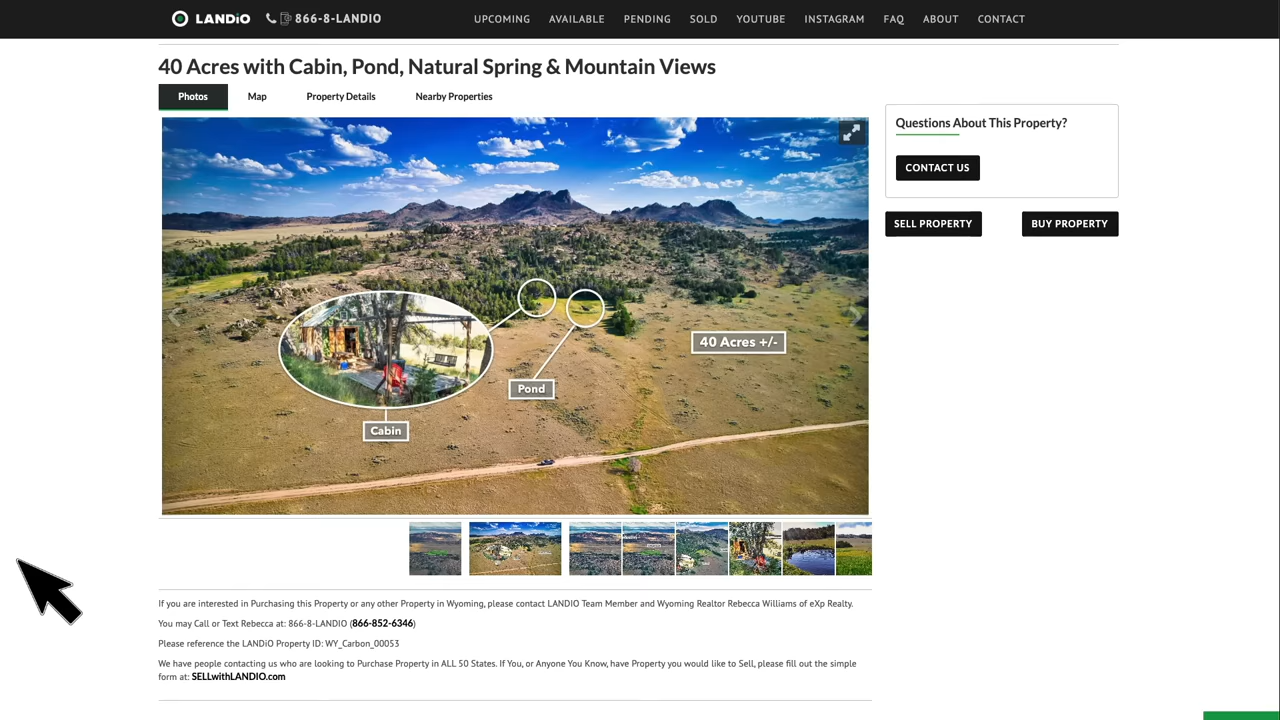 LANDiO 866-8-LANDIO UPCOMING AVAILABLE PENDING SOLD YOUTUBE INSTAGRAM FAQ ABOUT CONTACT
40 Acres with Cabin, Pond, Natural Spring & Mountain Views
Photos Map Property Details Nearby Properties
Questions About This Property?
CONTACT US
SELL PROPERTY BUY PROPERTY
40 Acres +/-
Pond
Cabin
If you are interested in Purchasing this Property or any other Property in Wyoming, please contact LANDIO Team Member and Wyoming Realtor Rebecca Williams of eXp Realty.
You may Call or Text Rebecca at: 866-8-LANDIO (866-852-6346)
Please reference the LANDiO Property ID: WY_Carbon_00053
We have people contacting us who are looking to Purchase Property in ALL 50 States. If You, or Anyone You Know, have Property you would like to Sell, please fill out the simple
form at: SELLwithLANDIO.com